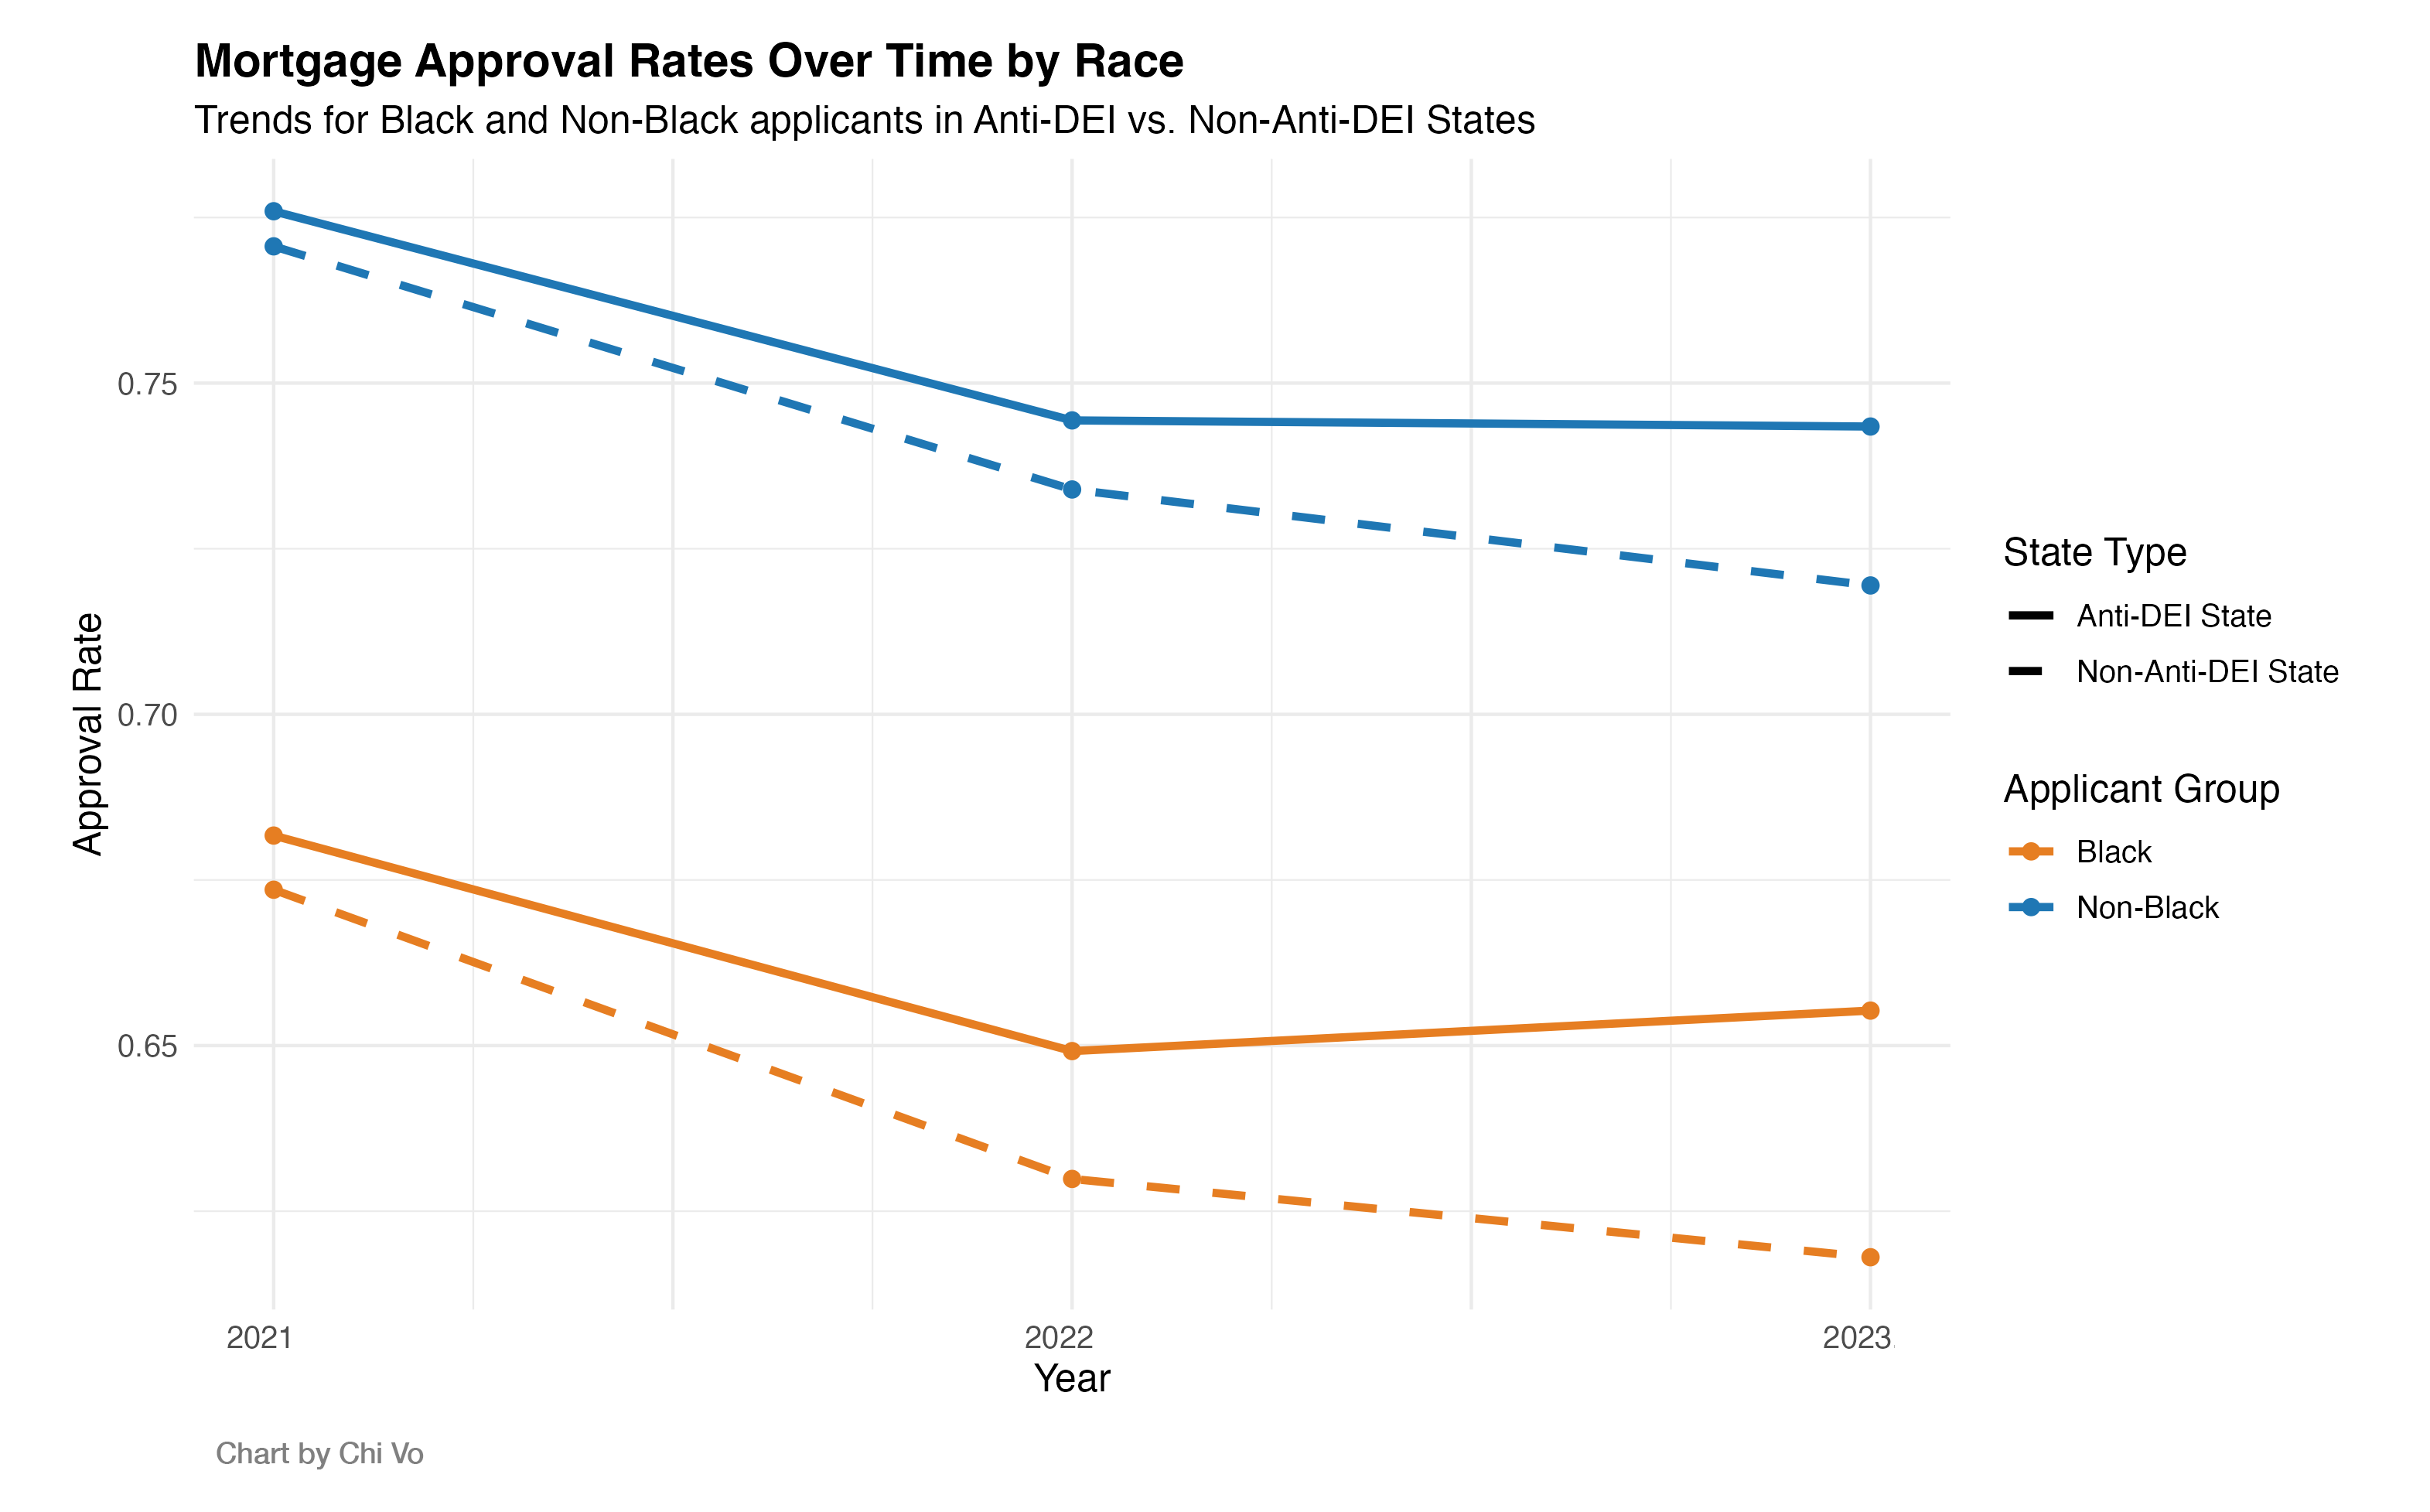 Mortgage Approval Rates Over Time by Race
Trends for Black and Non-Black applicants in Anti-DEI vs. Non-Anti-DEI States
Approval Rate
0.75
0.70
0.65
2021
2022
2023
Year
State Type
Anti-DEI State
Non-Anti-DEI State
Applicant Group
Black
Non-Black
Chart by Chi Vo